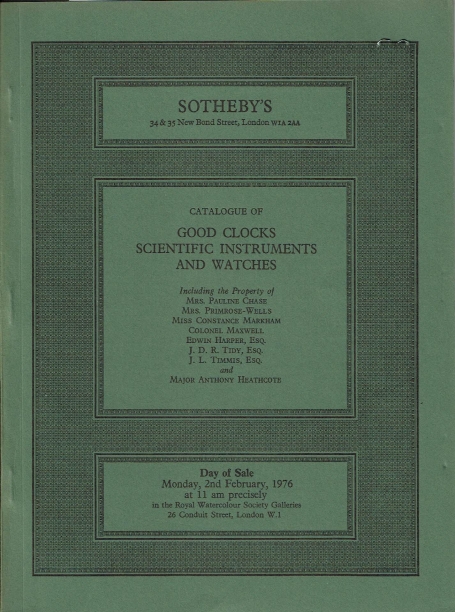 SOTHEBY'S
34 & 35 New Bond Street, London W1A 2AA
CATALOGUE OF
GOOD CLOCKS
SCIENTIFIC INSTRUMENTS
AND WATCHES
Including the Property of
Mrs. Pauline Chase
Mrs. Primrose-Wells
Miss Constance Markham
Colonel Maxwell
Edwin Harper, Esq.
J. D. R. Tidy, Esq.
J. L. Timmis, Esq.
and
Major Anthony Heathcote
Day of Sale
Monday, 2nd February, 1976
at 11 am precisely
in the Royal Watercolour Society Galleries
26 Conduit Street, London W.1